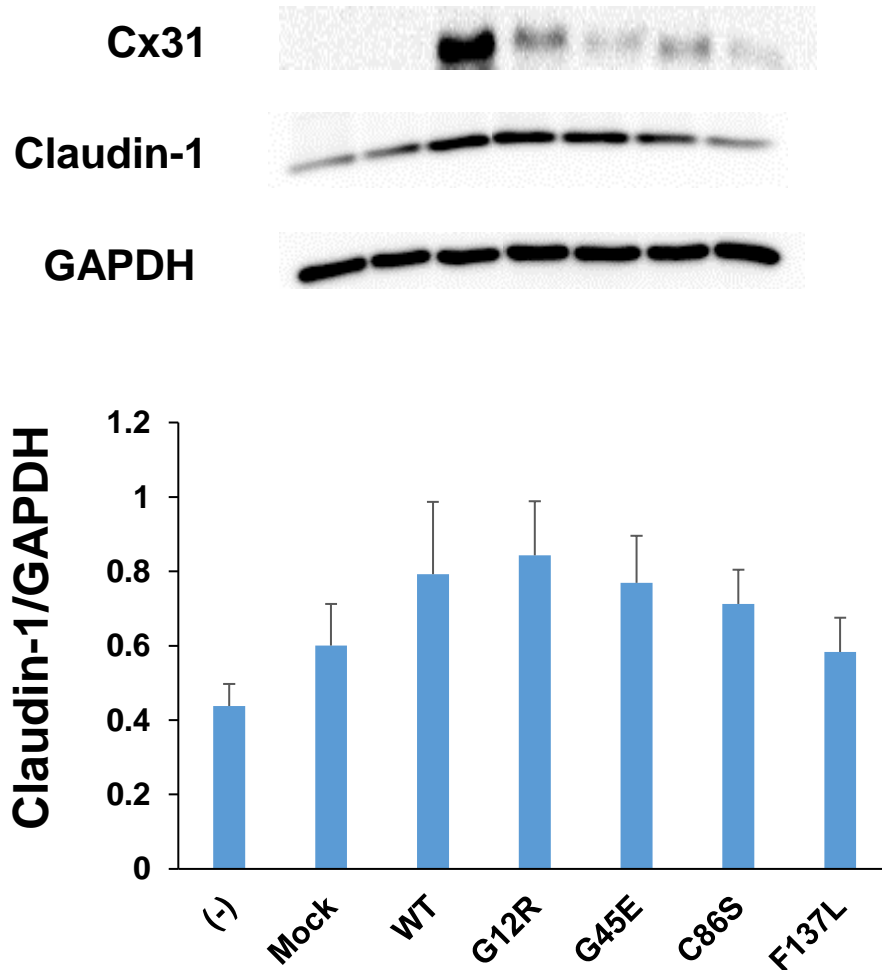 Cx31
Claudin-1
GAPDH
Claudin-1/GAPDH
1.2
1
0.8
0.6
0.4
0.2
0
(-)
Mock
WT
G12R
G45E
C86S
F137L